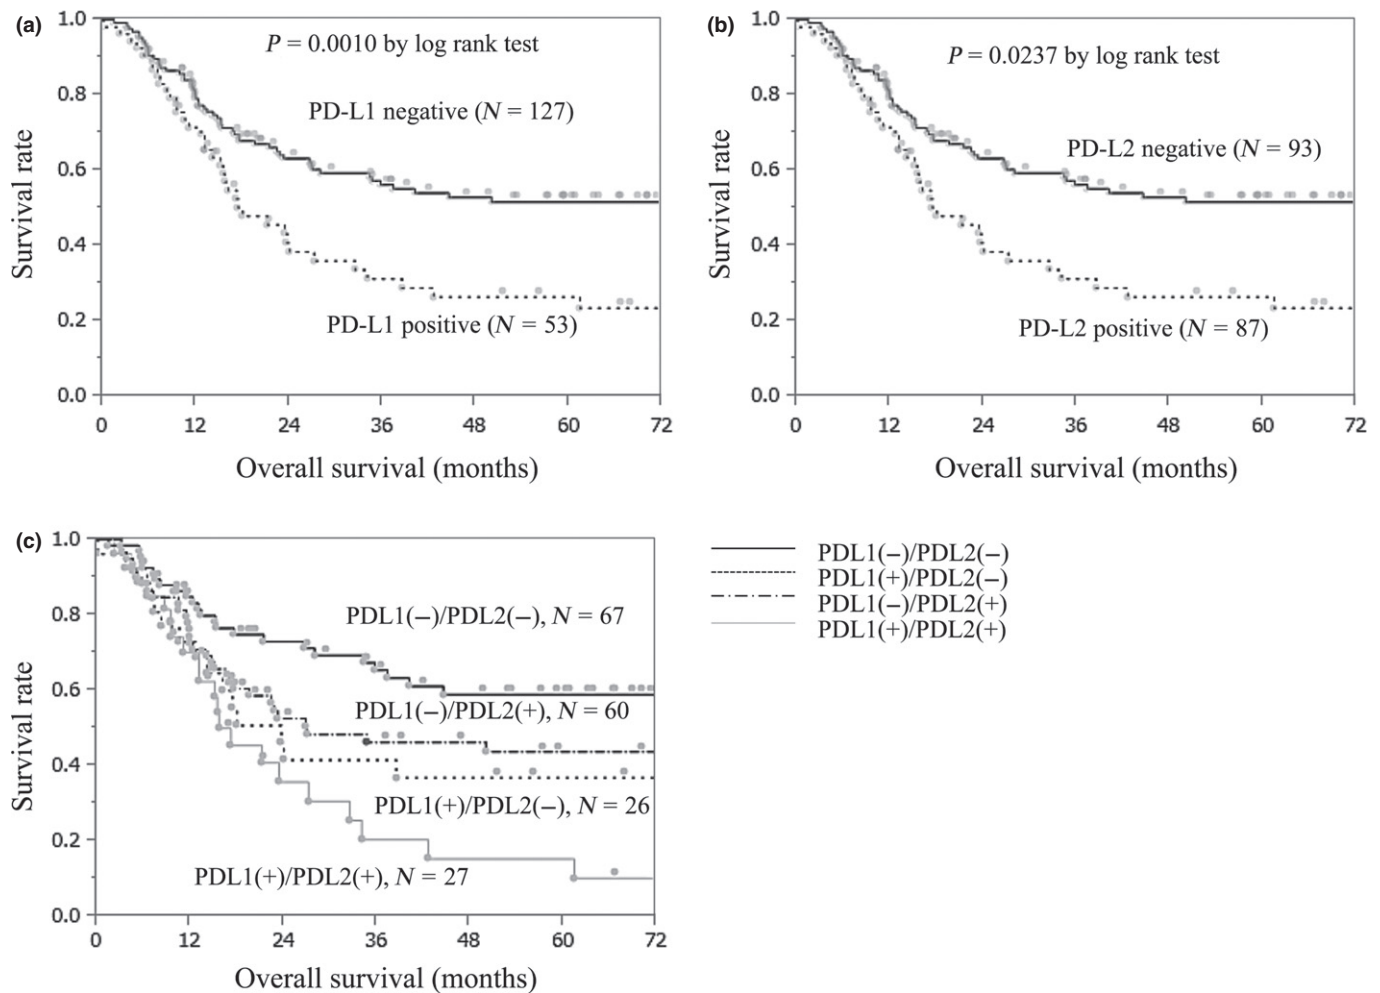 (a)
P = 0.0010 by log rank test
PD-L1 negative (N = 127)
PD-L1 positive (N = 53)
Survival rate
1.0
0.8
0.6
0.4
0.2
0.0
0 12 24 36 48 60 72
Overall survival (months)
(b)
P = 0.0237 by log rank test
PD-L2 negative (N = 93)
PD-L2 positive (N = 87)
Survival rate
1.0
0.8
0.6
0.4
0.2
0.0
0 12 24 36 48 60 72
Overall survival (months)
(c)
PDL1(–)/PDL2(–), N = 67
PDL1(–)/PDL2(+), N = 60
PDL1(+)/PDL2(–), N = 26
PDL1(+)/PDL2(+), N = 27
Survival rate
1.0
0.8
0.6
0.4
0.2
0.0
0 12 24 36 48 60 72
Overall survival (months)
PDL1(–)/PDL2(–)
PDL1(+)/PDL2(–)
PDL1(–)/PDL2(+)
PDL1(+)/PDL2(+)